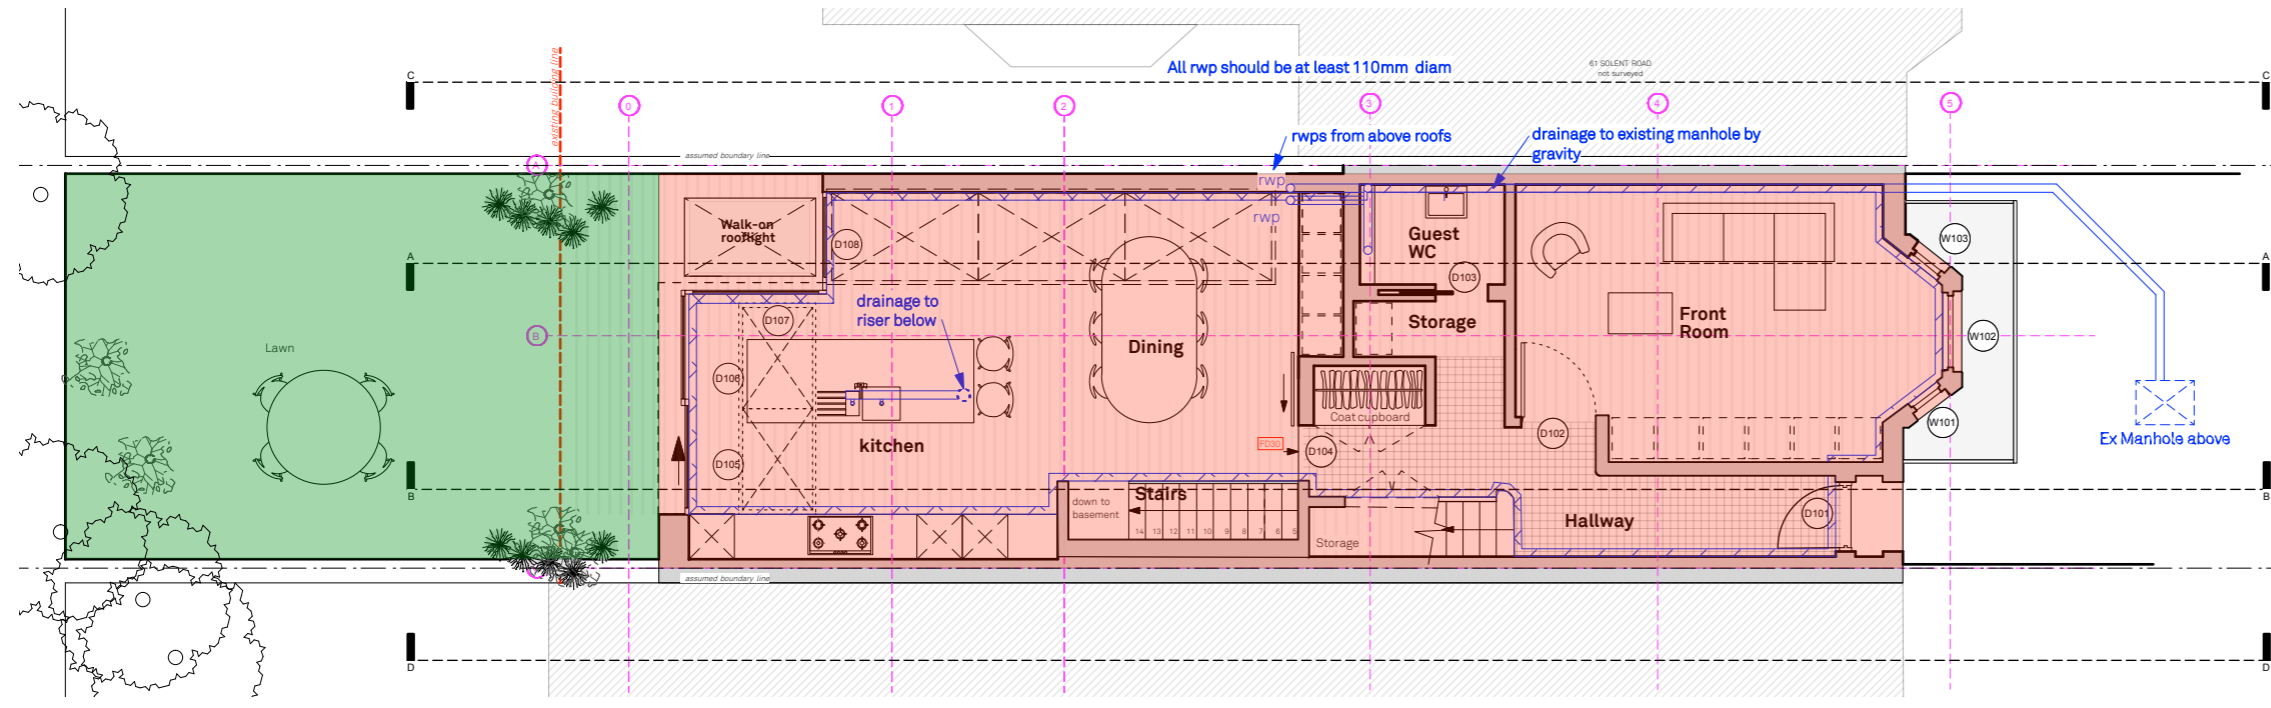 existing building line
C
All rwp should be at least 110mm diam
61 SOLENT ROAD
not surveyed
C
0
1
2
3
4
5
rwps from above roofs
drainage to existing manhole by
gravity
assumed boundary line
A
rwp
rwp
Walk-on
rooflight
D108
Guest
WC
D103
W103
A
A
drainage to
riser below
D107
Storage
Front
Room
B
W102
Lawn
Dining
D106
Coat cupboard
W101
kitchen
FD30
D104
D102
Ex Manhole above
D105
B
B
Stairs
down to
basement
14 13 12 11 10 9 8 7 6 5
Hallway
D101
Storage
assumed boundary line
D
D